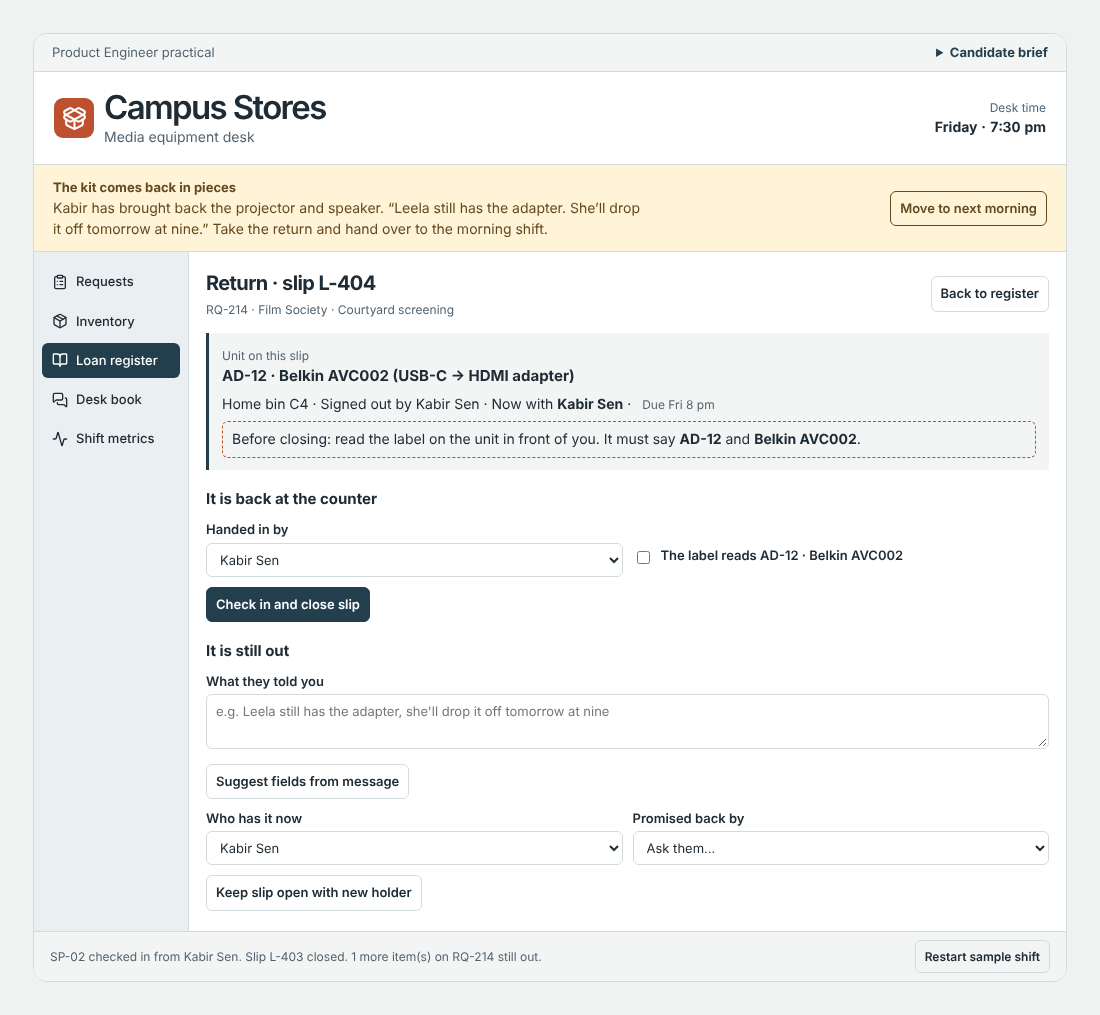 Product Engineer practical
▶ Candidate brief
Campus Stores
Media equipment desk
Desk time
Friday · 7:30 pm
The kit comes back in pieces
Kabir has brought back the projector and speaker. “Leela still has the adapter. She’ll drop
it off tomorrow at nine.” Take the return and hand over to the morning shift.
Move to next morning
Requests
Inventory
Loan register
Desk book
Shift metrics
Return · slip L-404
RQ-214 · Film Society · Courtyard screening
Back to register
Unit on this slip
AD-12 · Belkin AVC002 (USB-C → HDMI adapter)
Home bin C4 · Signed out by Kabir Sen · Now with Kabir Sen · Due Fri 8 pm
Before closing: read the label on the unit in front of you. It must say AD-12 and Belkin AVC002.
It is back at the counter
Handed in by
Kabir Sen
The label reads AD-12 · Belkin AVC002
Check in and close slip
It is still out
What they told you
e.g. Leela still has the adapter, she’ll drop it off tomorrow at nine
Suggest fields from message
Who has it now
Promised back by
Kabir Sen
Ask them…
Keep slip open with new holder
SP-02 checked in from Kabir Sen. Slip L-403 closed. 1 more item(s) on RQ-214 still out.
Restart sample shift